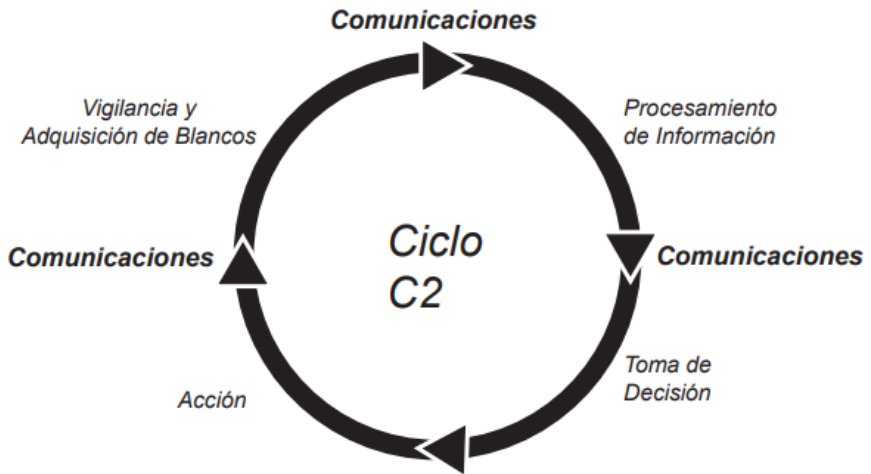 Comunicaciones
Vigilancia y
Adquisición de Blancos
Procesamiento
de Información
Comunicaciones
Ciclo
C2
Comunicaciones
Acción
Toma de
Decisión